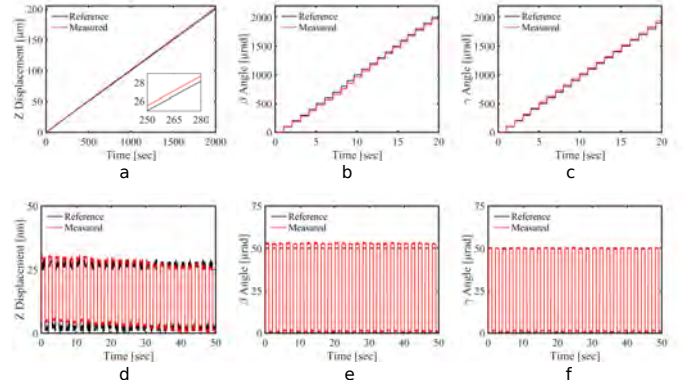 200
150
100
50
0
Z Displacement [μm]
Reference
Measured
28
26
250 265 280
0 500 1000 1500 2000
Time [sec]
a
2000
1500
1000
500
0
β Angle [μrad]
Reference
Measured
0 5 10 15 20
Time [sec]
b
2000
1500
1000
500
0
γ Angle [μrad]
Reference
Measured
0 5 10 15 20
Time [sec]
c
50
25
0
Z Displacement [nm]
Reference
Measured
0 10 20 30 40 50
Time [sec]
d
75
50
25
0
β Angle [μrad]
Reference
Measured
0 10 20 30 40 50
Time [sec]
e
75
50
25
0
γ Angle [μrad]
Reference
Measured
0 10 20 30 40 50
Time [sec]
f